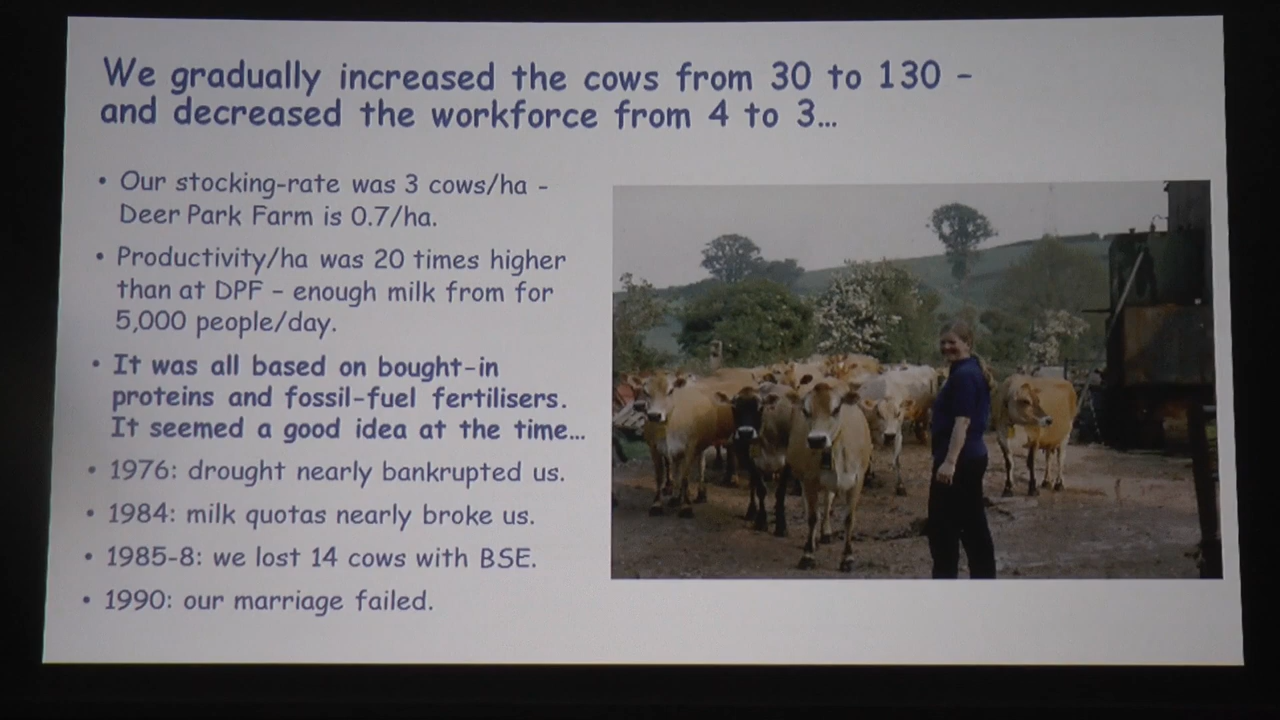 We gradually increased the cows from 30 to 130 –
and decreased the workforce from 4 to 3…
• Our stocking-rate was 3 cows/ha –
Deer Park Farm is 0.7/ha.
• Productivity/ha was 20 times higher
than at DPF – enough milk from for
5,000 people/day.
• It was all based on bought-in
proteins and fossil-fuel fertilisers.
It seemed a good idea at the time…
• 1976: drought nearly bankrupted us.
• 1984: milk quotas nearly broke us.
• 1985-8: we lost 14 cows with BSE.
• 1990: our marriage failed.